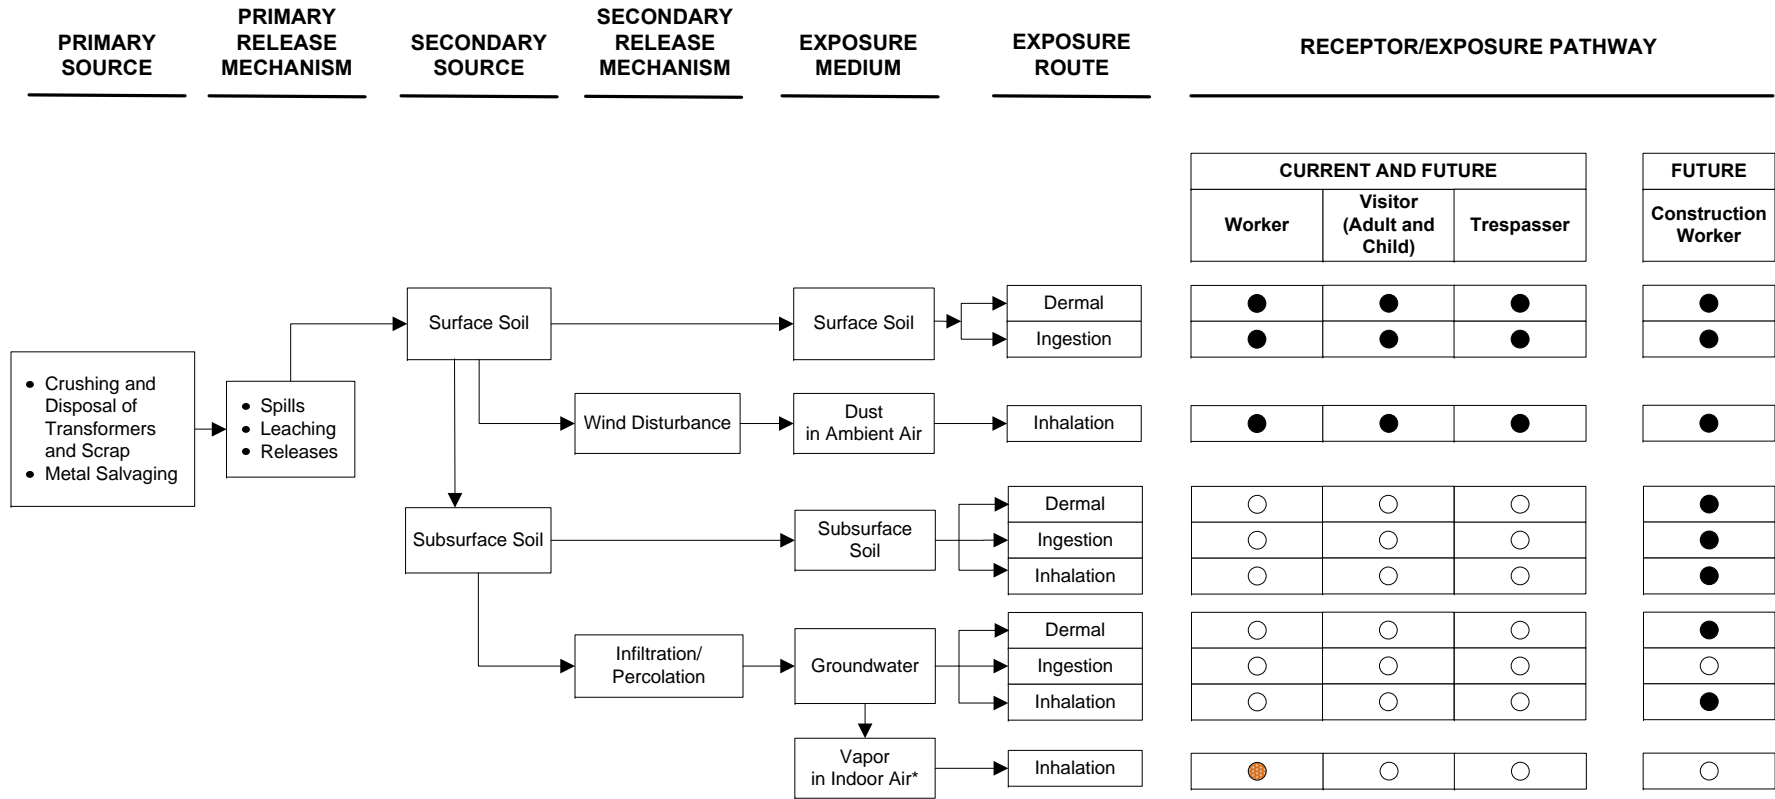 PRIMARY
SOURCE
PRIMARY
RELEASE
MECHANISM
SECONDARY
SOURCE
SECONDARY
RELEASE
MECHANISM
EXPOSURE
MEDIUM
EXPOSURE
ROUTE
RECEPTOR/EXPOSURE PATHWAY
CURRENT AND FUTURE
FUTURE
Worker
Visitor
(Adult and
Child)
Trespasser
Construction
Worker
• Crushing and
Disposal of
Transformers
and Scrap
• Metal Salvaging
• Spills
• Leaching
• Releases
Surface Soil
Surface Soil
Dermal
Ingestion
Wind Disturbance
Dust
in Ambient Air
Inhalation
Subsurface Soil
Subsurface
Soil
Dermal
Ingestion
Inhalation
Infiltration/
Percolation
Groundwater
Dermal
Ingestion
Inhalation
Vapor
in Indoor Air*
Inhalation